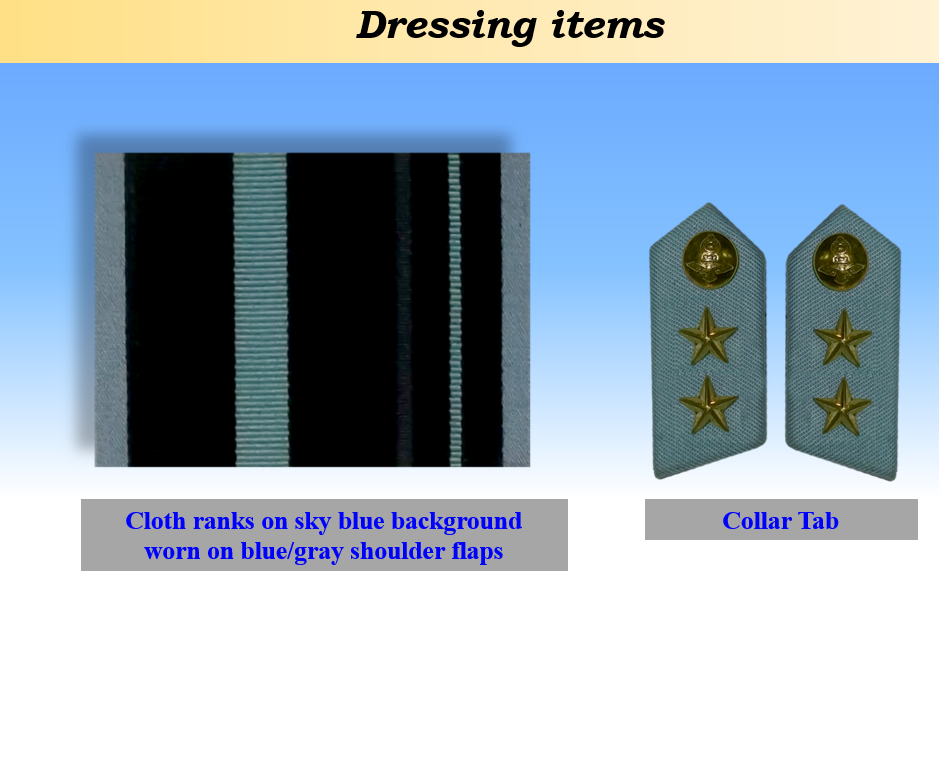 Dressing items
Cloth ranks on sky blue background
worn on blue/gray shoulder flaps
Collar Tab